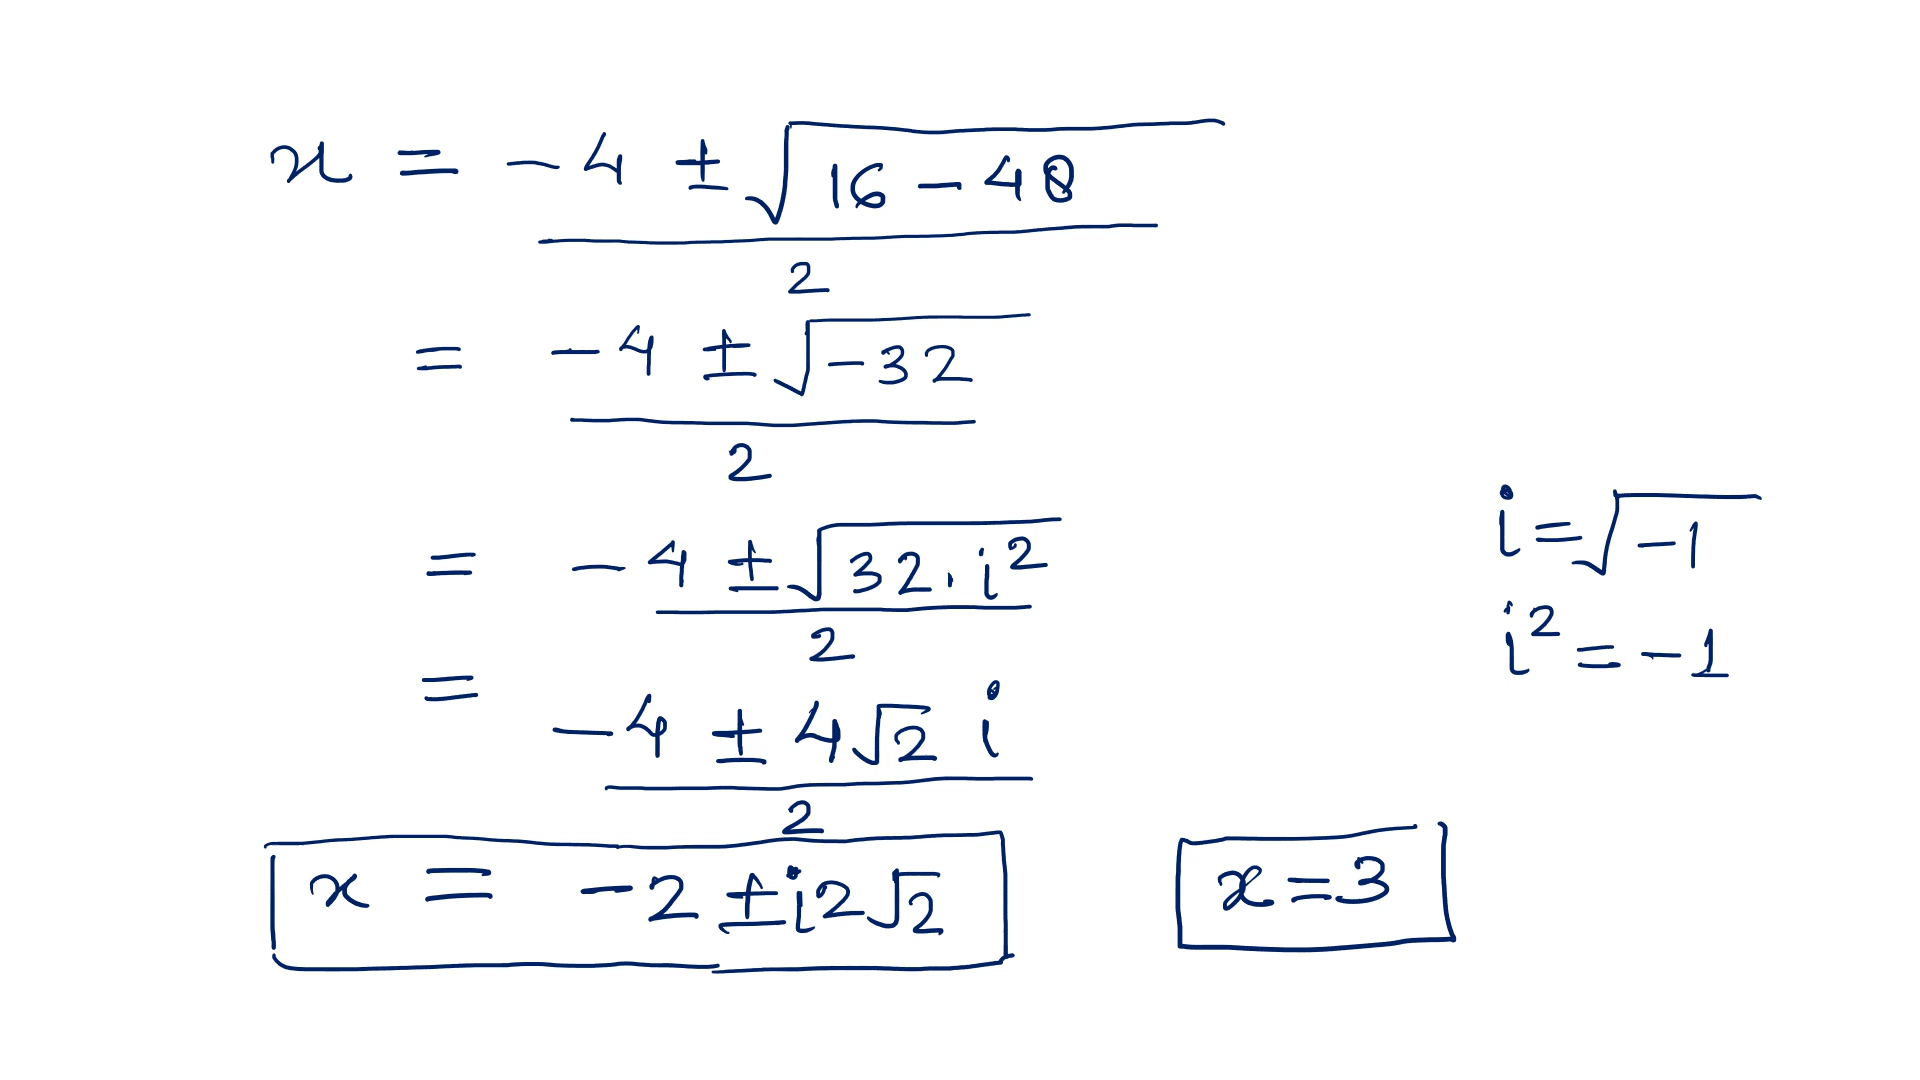 x = -4 ± √16 - 48
2
= -4 ± √-32
2
i = √-1
= -4 ± √32 . i²
2
i² = -1
= -4 ± 4√2 i
2
x = -2 ± i2√2
x = 3